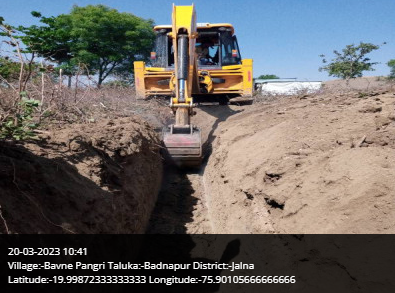 20-03-2023 10:41
Village:-Bavne Pangri Taluka:-Badnapur District:-Jalna
Latitude:-19.99872333333333 Longitude:-75.90105666666666